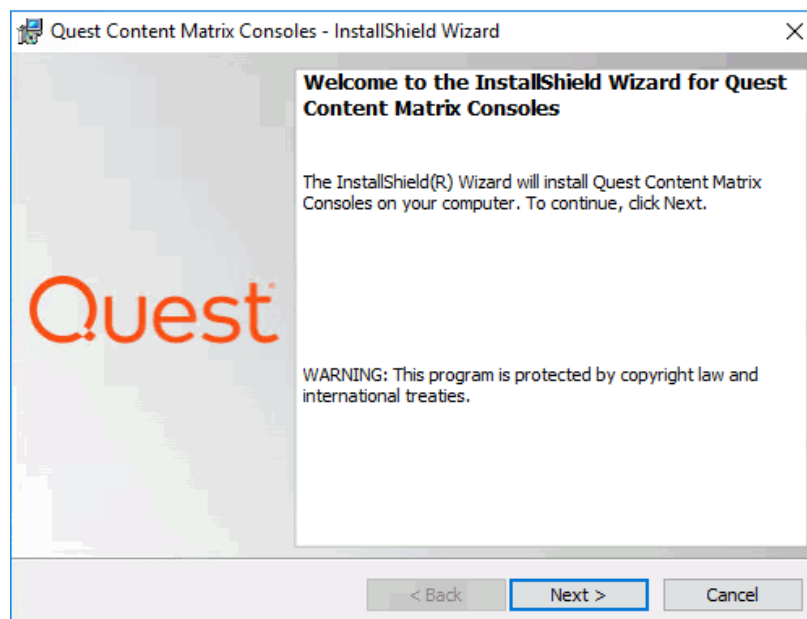 Quest Content Matrix Consoles - InstallShield Wizard
Welcome to the InstallShield Wizard for Quest
Content Matrix Consoles
The InstallShield(R) Wizard will install Quest Content Matrix
Consoles on your computer. To continue, click Next.
Quest
WARNING: This program is protected by copyright law and
international treaties.
< Back
Next >
Cancel